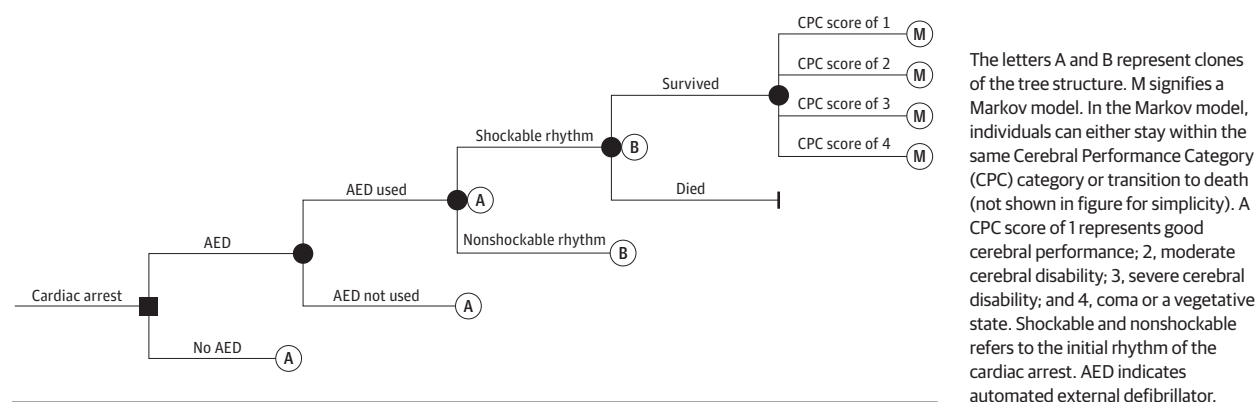 CPC score of 1
M
CPC score of 2
M
Survived
CPC score of 3
M
Shockable rhythm
B
CPC score of 4
M
AED used
A
Died
AED
Nonshockable rhythm
B
Cardiac arrest
AED not used
A
No AED
A
The letters A and B represent clones
of the tree structure. M signifies a
Markov model. In the Markov model,
individuals can either stay within the
same Cerebral Performance Category
(CPC) category or transition to death
(not shown in figure for simplicity). A
CPC score of 1 represents good
cerebral performance; 2, moderate
cerebral disability; 3, severe cerebral
disability; and 4, coma or a vegetative
state. Shockable and nonshockable
refers to the initial rhythm of the
cardiac arrest. AED indicates
automated external defibrillator.